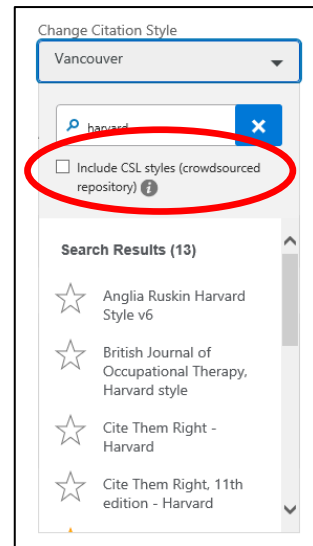 Change Citation Style
Vancouver
harvard
Include CSL styles (crowdsourced
repository)
Search Results (13)
Anglia Ruskin Harvard
Style v6
British Journal of
Occupational Therapy,
Harvard style
Cite Them Right -
Harvard
Cite Them Right, 11th
edition - Harvard